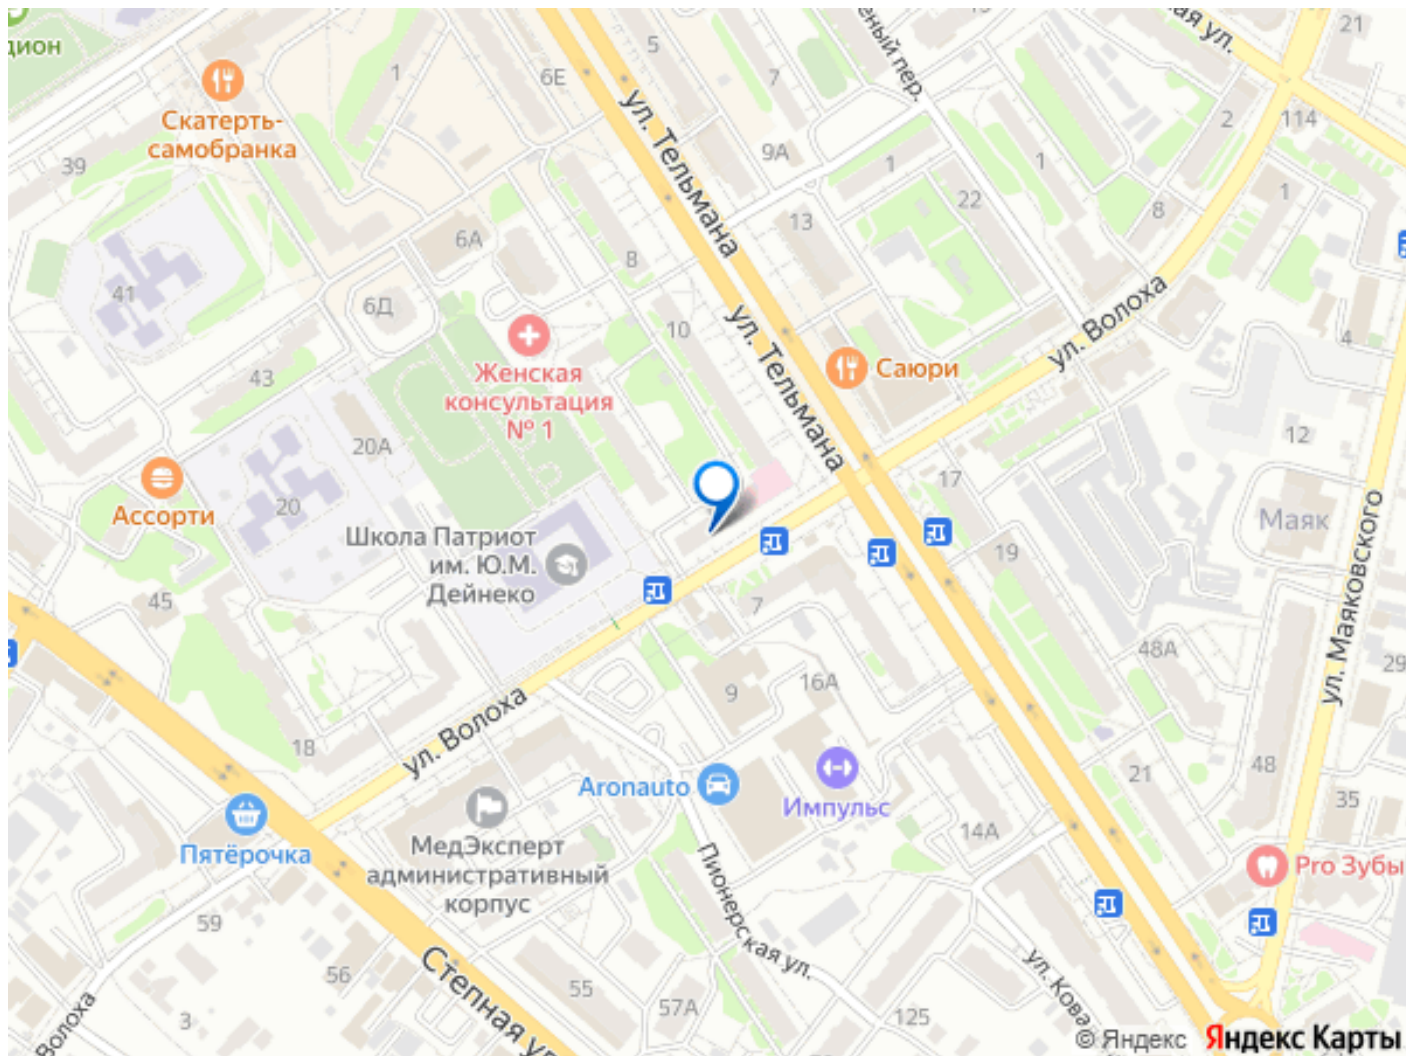 дион
Скатерть-
самобранка
39
1
6Е
5
7
еный пер.
ая ул.
21
2
114
ул. Тельмана
9А
1
1
22
8
1
13
6А
8
41
6Д
10
ул. Тельмана
Саюри
ул. Волоха
4
Женская
консультация
№ 1
43
20А
12
Маяк
17
Ассорти
20
Школа Патриот
им. Ю.М.
Дейнеко
19
ул. Маяковского
45
7
48А
29
16А
9
ул. Волоха
18
Aronauto
Импульс
21
48
35
14А
Пятёрочка
МедЭксперт
административный
корпус
Pro Зубы
Пионерская ул.
59
56
Степная ул
55
57А
125
ул. Кова
3
Волоха
© Яндекс
Яндекс Карты